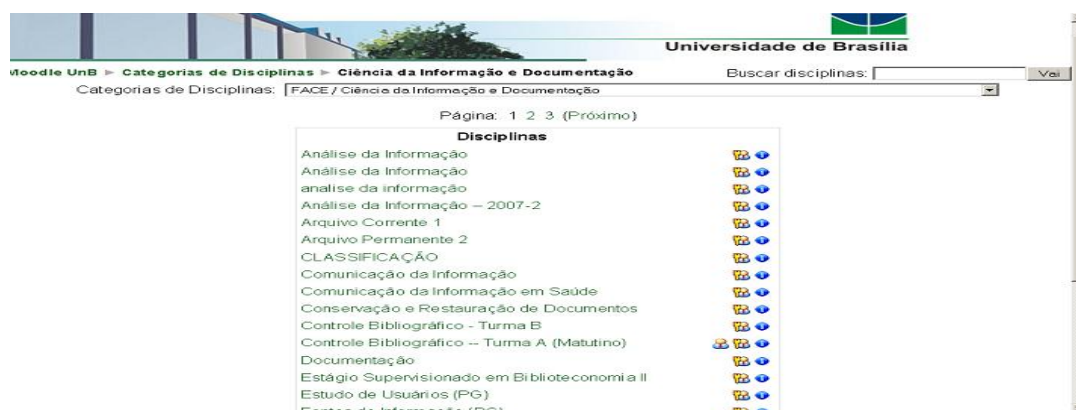 Universidade de Brasília
Moodle UnB ► Categorias de Disciplinas ► Ciência da Informação e Documentação Buscar disciplinas: Vai
Categorias de Disciplinas: FACE / Ciência da Informação e Documentação
Página: 1 2 3 (Próximo)
Disciplinas
Análise da Informação
Análise da Informação
analise da informação
Análise da Informação – 2007-2
Arquivo Corrente 1
Arquivo Permanente 2
CLASSIFICAÇÃO
Comunicação da Informação
Comunicação da Informação em Saúde
Conservação e Restauração de Documentos
Controle Bibliográfico - Turma B
Controle Bibliográfico -- Turma A (Matutino)
Documentação
Estágio Supervisionado em Biblioteconomia II
Estudo de Usuários (PG)
Fontes de Informação (PG)